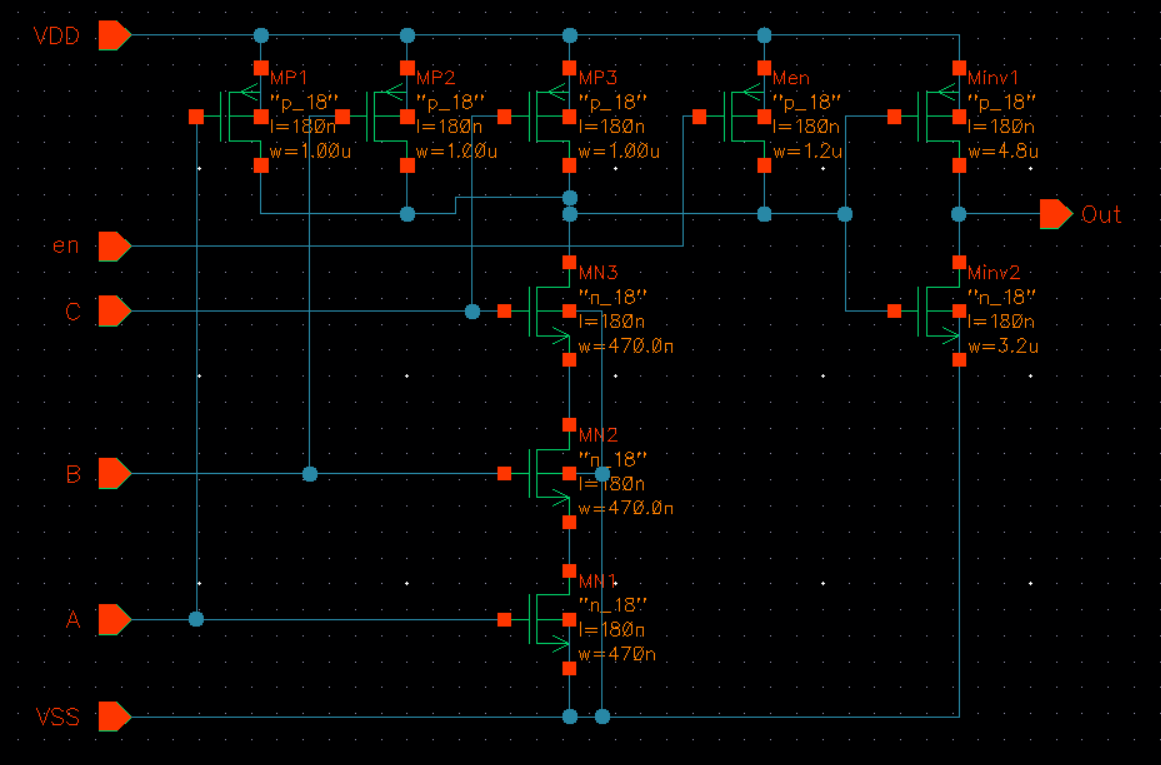 VDD
MP1
"p_18"
l=180n
w=1.00u
MP2
"p_18"
l=180n
w=1.00u
MP3
"p_18"
l=180n
w=1.00u
Men
"p_18"
l=180n
w=1.2u
Minv1
"p_18"
l=180n
w=4.8u
Out
en
C
MN3
"n_18"
l=180n
w=470.0n
Minv2
"n_18"
l=180n
w=3.2u
B
MN2
"n_18"
l=180n
w=470.0n
A
MN1
"n_18"
l=180n
w=470n
VSS